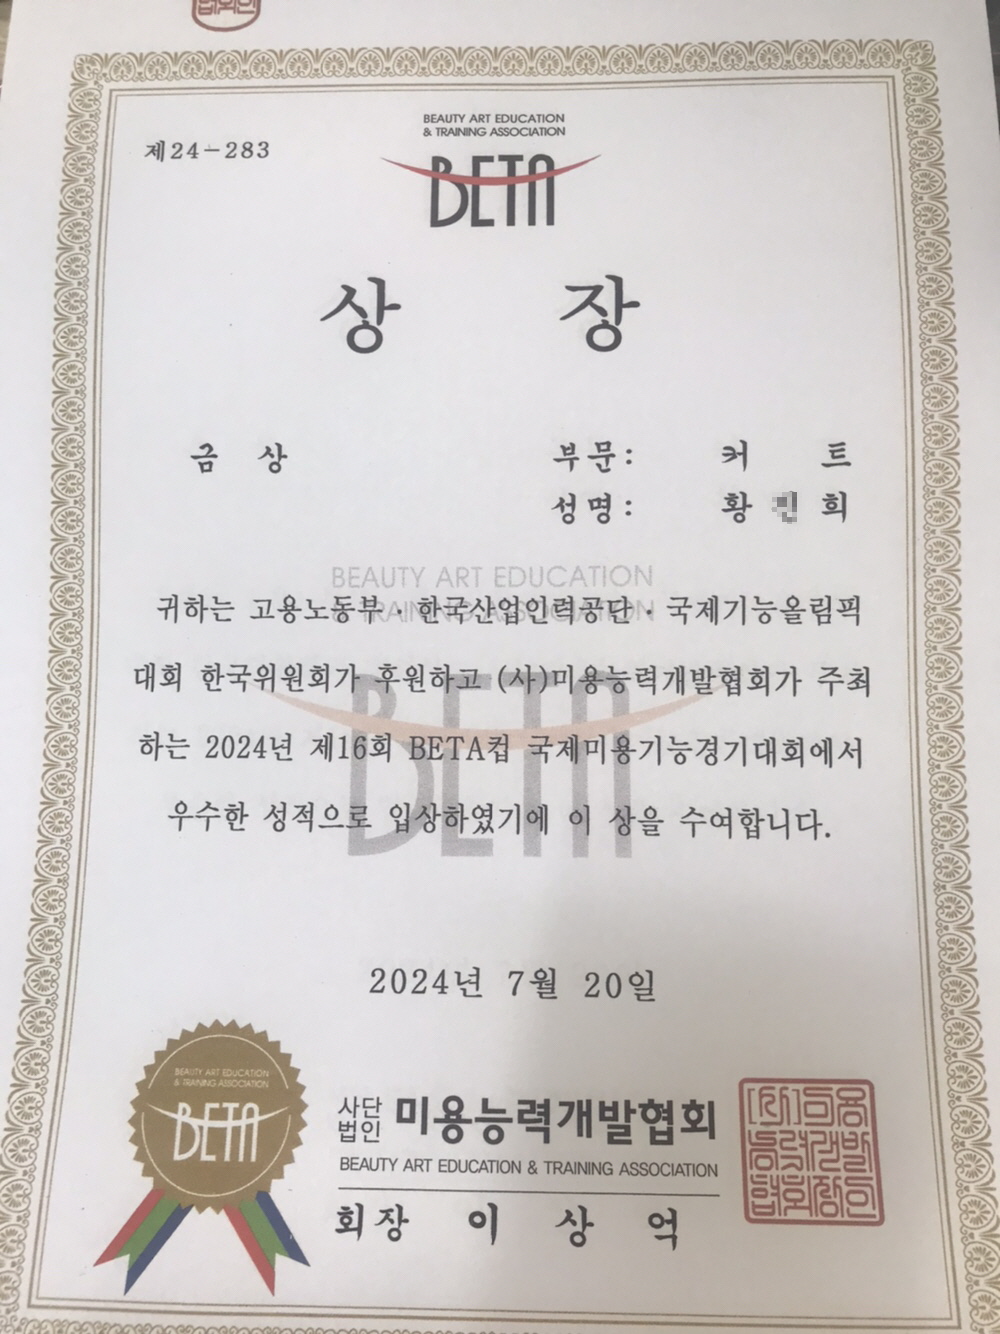 BEAUTY ART EDUCATION
& TRAINING ASSOCIATION
제24-283
BETA
상 장
금 상
부문: 커 트
성명: 황 희
BEAUTY ART EDUCATION
& TRAINING ASSOCIATION
BETA
귀하는 고용노동부 · 한국산업인력공단 · 국제기능올림픽
대회 한국위원회가 후원하고 (사)미용능력개발협회가 주최
하는 2024년 제16회 BETA컵 국제미용기능경기대회에서
우수한 성적으로 입상하였기에 이 상을 수여합니다.
2024년 7월 20일
BEAUTY ART EDUCATION
& TRAINING ASSOCIATION
BETA
사단
법인 미용능력개발협회
BEAUTY ART EDUCATION & TRAINING ASSOCIATION
회장 이 상 억